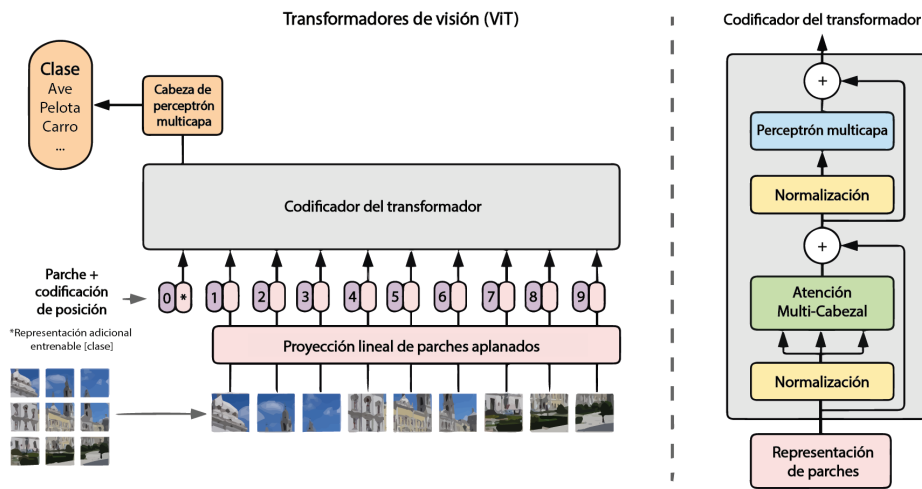 Transformadores de visión (ViT)
Clase
Ave
Pelota
Carro
...
Cabeza de
perceptrón
multicapa
Codificador del transformador
Parche +
codificación
de posición
0 * 1 2 3 4 5 6 7 8 9
*Representación adicional
entrenable [clase]
Proyección lineal de parches aplanados
Codificador del transformador
+
Perceptrón multicapa
Normalización
+
Atención
Multi-Cabezal
Normalización
Representación
de parches